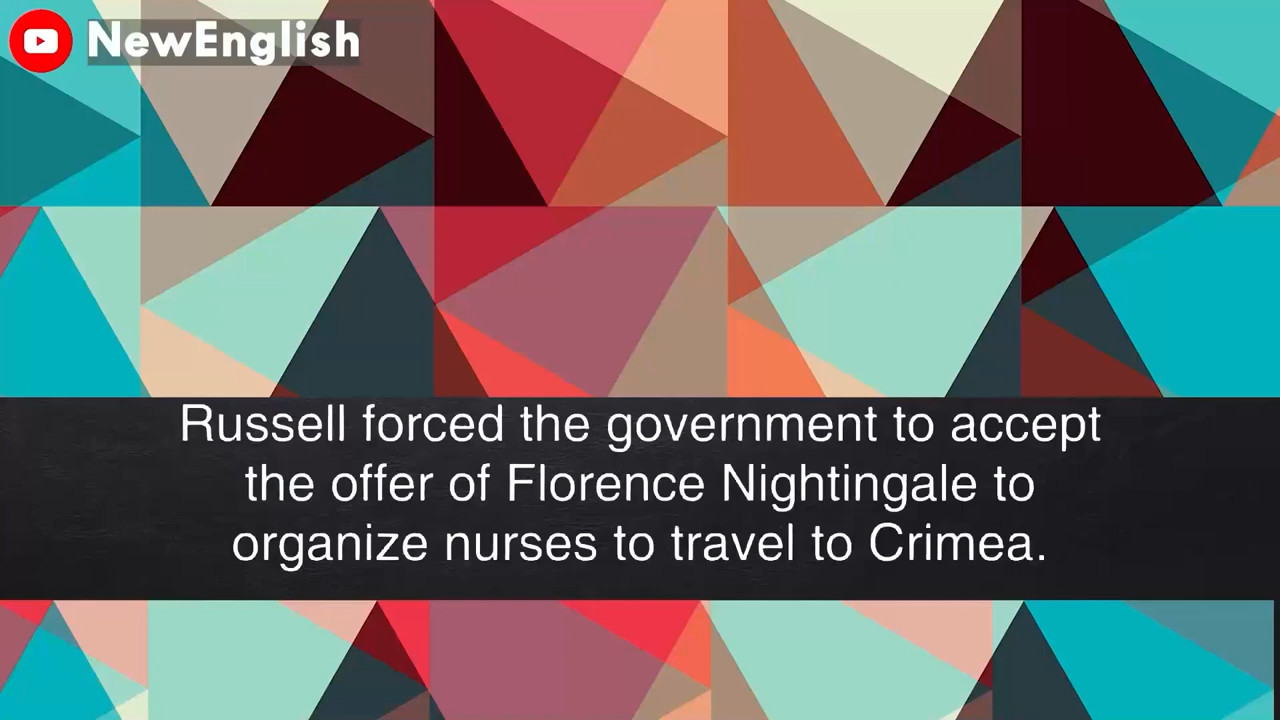 NewEnglish
Russell forced the government to accept
the offer of Florence Nightingale to
organize nurses to travel to Crimea.